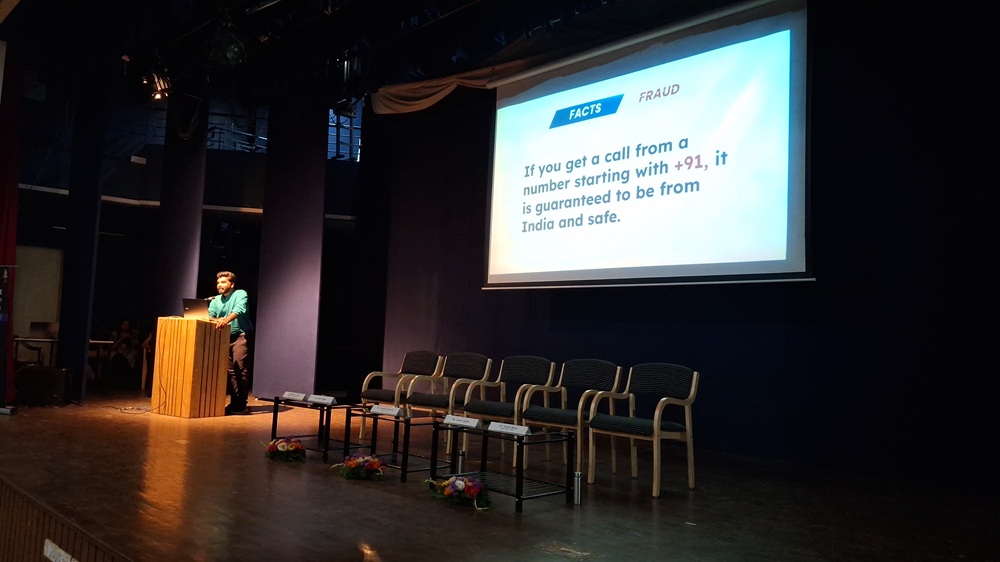 FACTS
FRAUD
If you get a call from a
number starting with +91, it
is guaranteed to be from
India and safe.